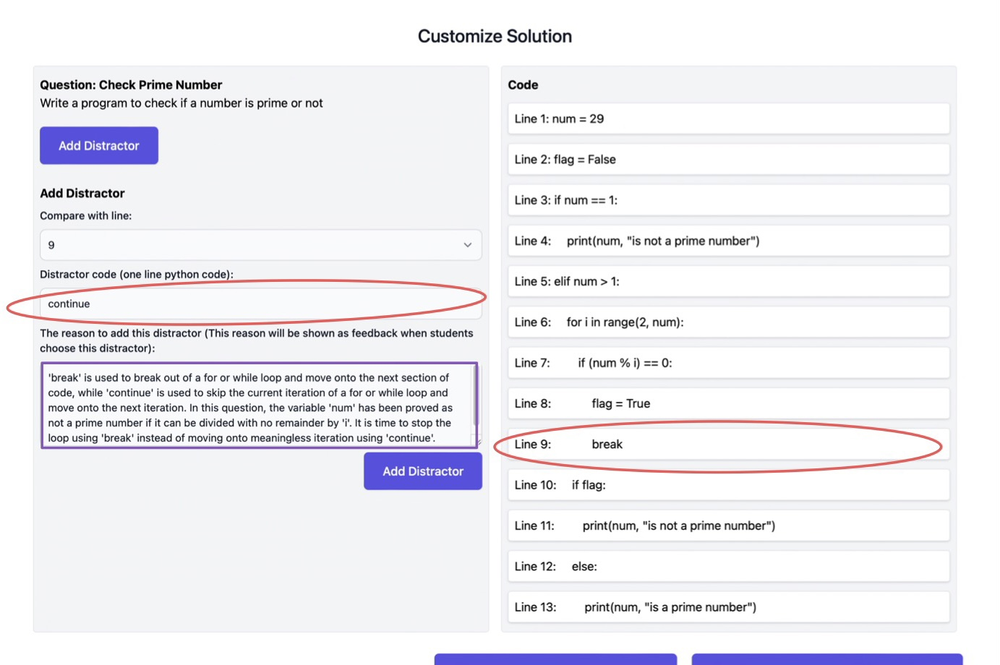 Customize Solution
Question: Check Prime Number
Write a program to check if a number is prime or not
Add Distractor
Add Distractor
Compare with line:
9
Distractor code (one line python code):
continue
The reason to add this distractor (This reason will be shown as feedback when students
choose this distractor):
'break' is used to break out of a for or while loop and move onto the next section of
code, while 'continue' is used to skip the current iteration of a for or while loop and
move onto the next iteration. In this question, the variable 'num' has been proved as
not a prime number if it can be divided with no remainder by 'i'. It is time to stop the
loop using 'break' instead of moving onto meaningless iteration using 'continue'.
Add Distractor
Code
Line 1: num = 29
Line 2: flag = False
Line 3: if num == 1:
Line 4:     print(num, "is not a prime number")
Line 5: elif num > 1:
Line 6:     for i in range(2, num):
Line 7:         if (num % i) == 0:
Line 8:             flag = True
Line 9:             break
Line 10:     if flag:
Line 11:         print(num, "is not a prime number")
Line 12:     else:
Line 13:         print(num, "is a prime number")